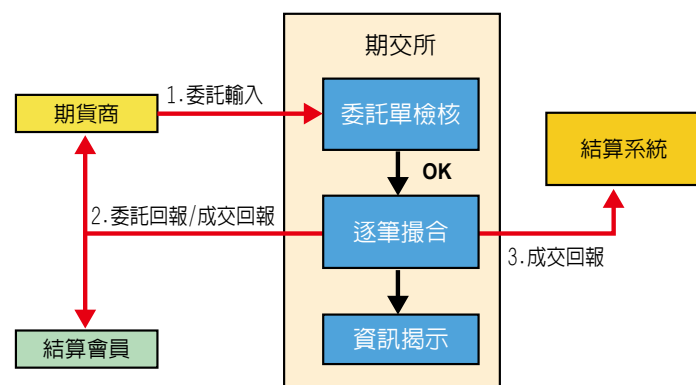 期交所
1.委託輸入
期貨商
委託單檢核
OK
結算系統
2.委託回報/成交回報
逐筆撮合
3.成交回報
資訊揭示
結算會員